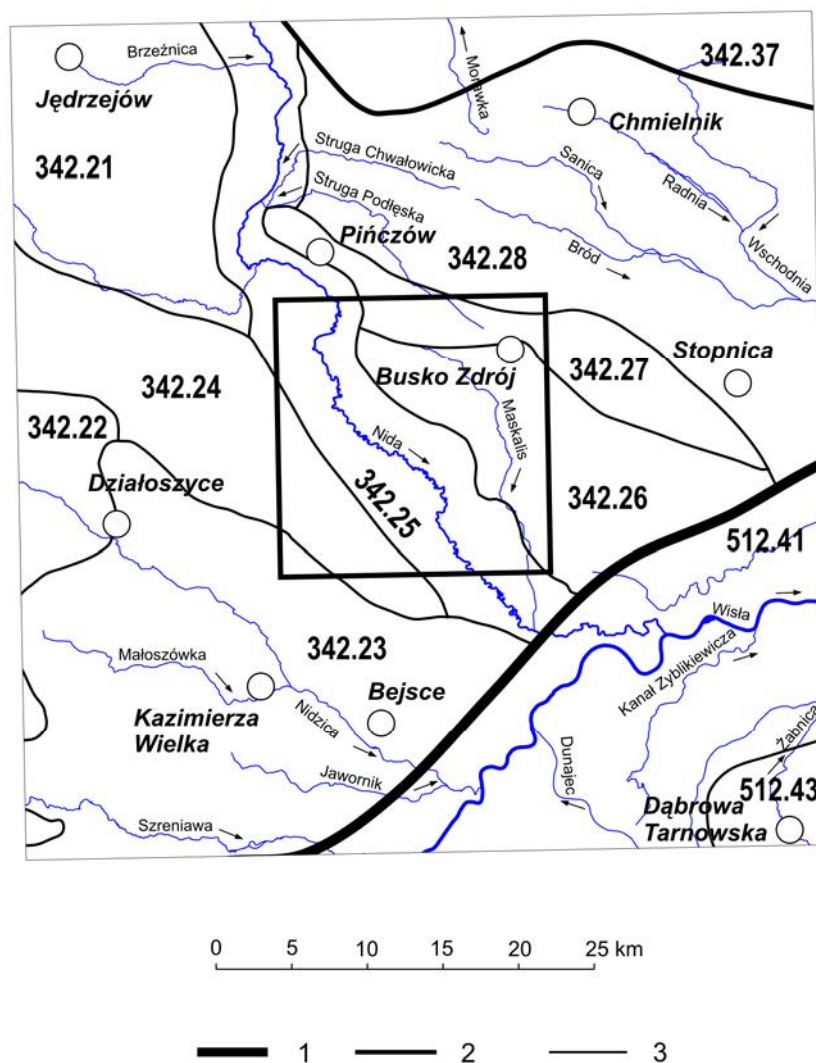 Brzeźnica
Jędrzejów
342.21
Morawka
342.37
Chmielnik
Struga Chwałowicka
Sanica
Radnia
Struga Podłęska
Wschodnia
Pińczów
342.28
Bród
Stopnica
342.27
Busko Zdrój
342.24
342.22
Maskalis
Nida
Działoszyce
342.25
342.26
512.41
Wisła
Kanał Zyblikiewicza
342.23
Małoszówka
Bejsce
Kazimierza
Wielka
Nidzica
Żabnica
Dunajec
Jawornik
512.43
Dąbrowa
Tarnowska
Szreniawa
0 5 10 15 20 25 km
1 2 3